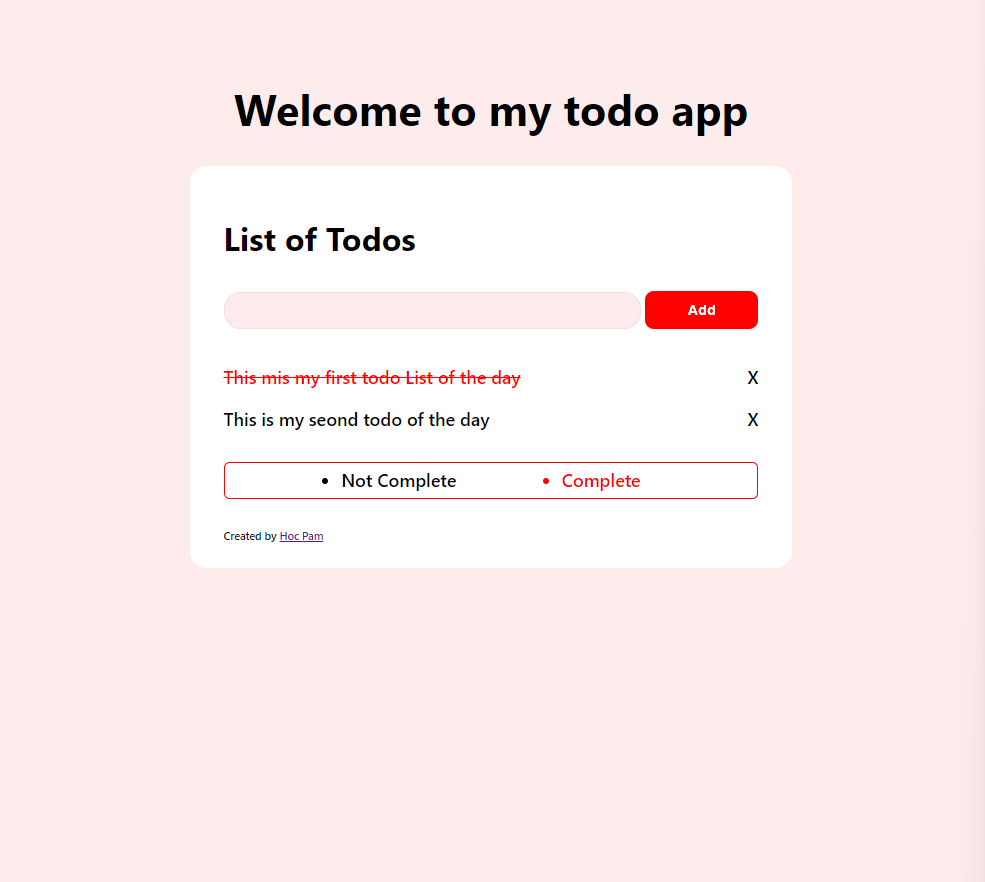 Welcome to my todo app
List of Todos
Add
This mis my first todo List of the day X
This is my seond todo of the day X
• Not Complete • Complete
Created by Hoc Pam